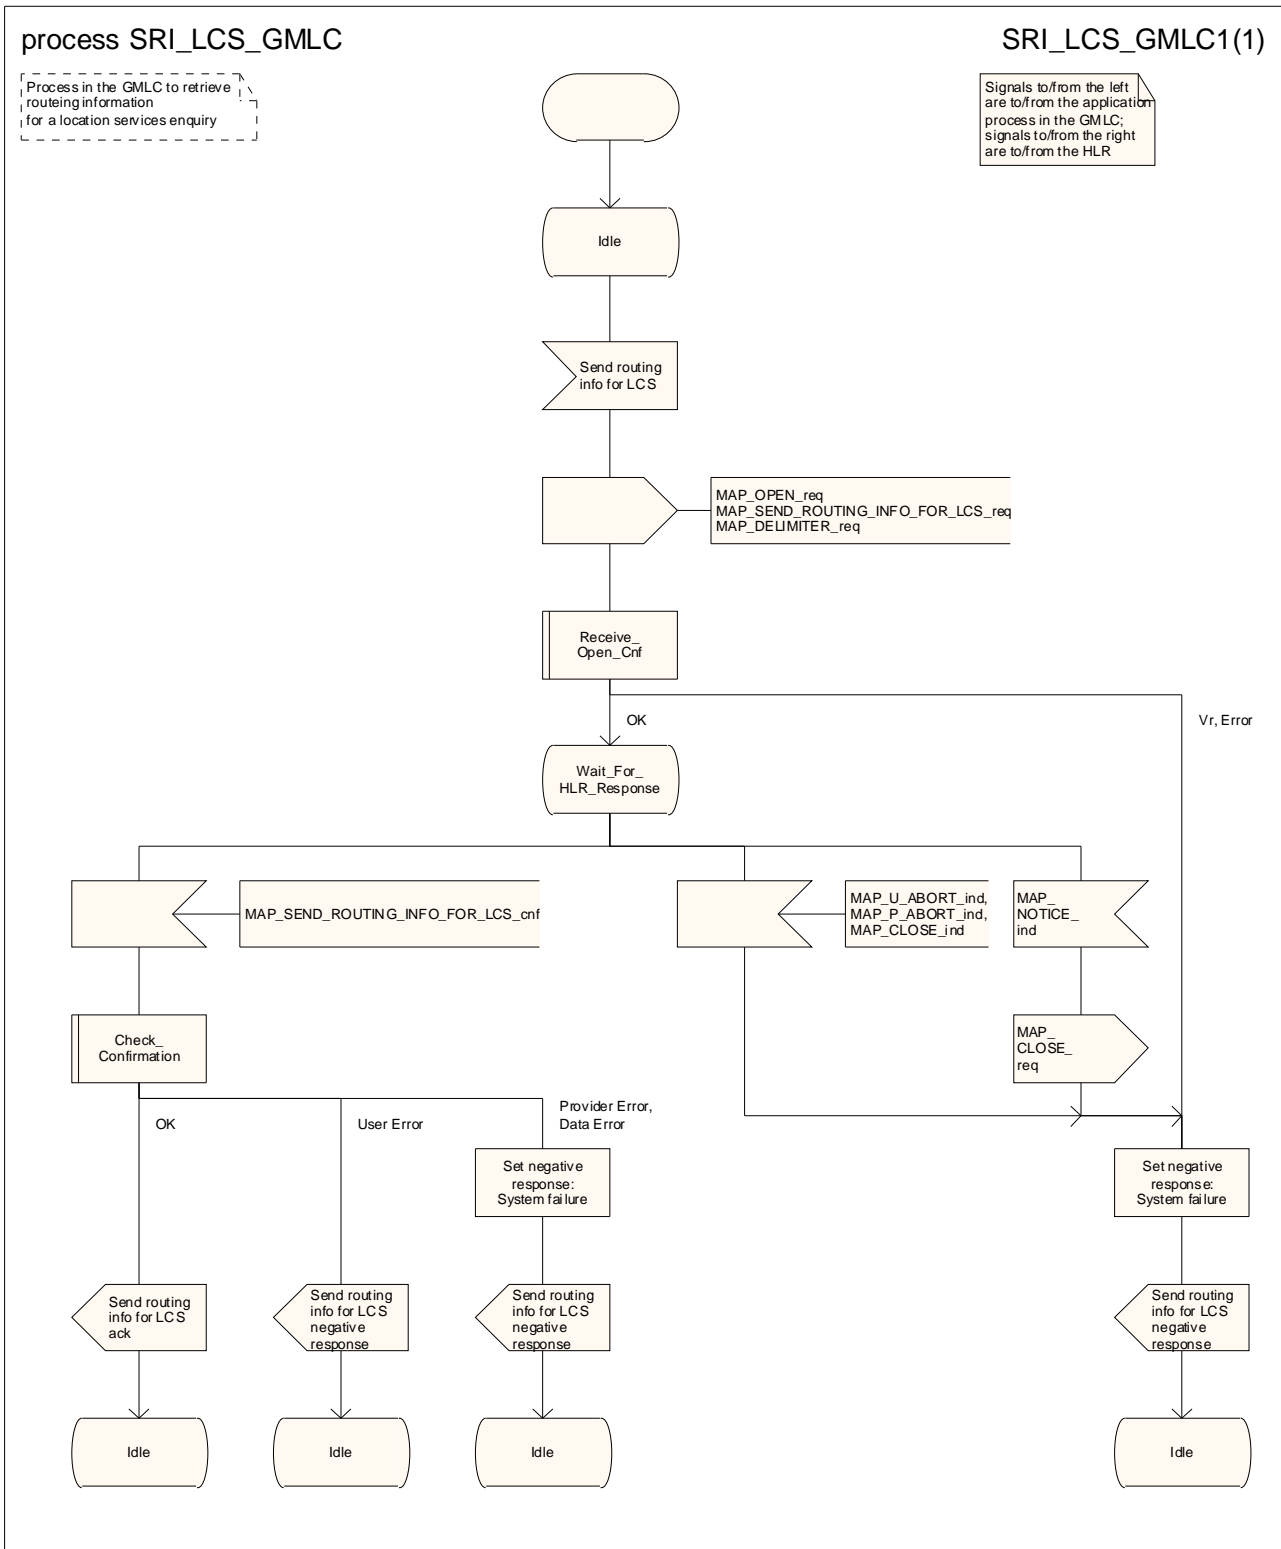 process SRI_LCS_GMLC
SRI_LCS_GMLC1(1)
Process in the GMLC to retrieve
routeing information
for a location services enquiry
Signals to/from the left
are to/from the application
process in the GMLC;
signals to/from the right
are to/from the HLR
Idle
Send routing
info for LCS
MAP_OPEN_req
MAP_SEND_ROUTING_INFO_FOR_LCS_req
MAP_DELIMITER_req
Receive_
Open_Cnf
OK
Vr, Error
Wait_For_
HLR_Response
MAP_SEND_ROUTING_INFO_FOR_LCS_cnf
MAP_U_ABORT_ind,
MAP_P_ABORT_ind,
MAP_CLOSE_ind
MAP_
NOTICE_
ind
Check_
Confirmation
MAP_
CLOSE_
req
OK
User Error
Provider Error,
Data Error
Set negative
response:
System failure
Set negative
response:
System failure
Send routing
info for LCS
ack
Send routing
info for LCS
negative
response
Send routing
info for LCS
negative
response
Send routing
info for LCS
negative
response
Idle
Idle
Idle
Idle